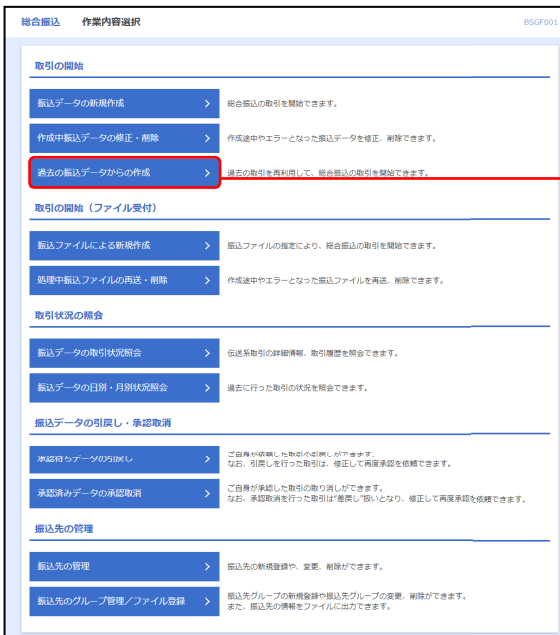 総合振込 作業内容選択 BSGF001
取引の開始
振込データの新規作成 総合振込の取引を開始できます。
作成中振込データの修正・削除 作成途中やエラーとなった振込データを修正、削除できます。
過去の振込データからの作成 過去の取引を再利用して、総合振込の取引を開始できます。
取引の開始（ファイル受付）
振込ファイルによる新規作成 振込ファイルの指定により、総合振込の取引を開始できます。
処理中振込ファイルの再送・削除 作成途中やエラーとなった振込ファイルを再送、削除できます。
取引状況の照会
振込データの取引状況照会 伝送系取引の詳細情報、取引履歴を照会できます。
振込データの日別・月別状況照会 過去に行った取引の状況を照会できます。
振込データの引戻し・承認取消
承認待ちデータの引戻し ご自身が依頼した取引の引戻しができます。
なお、引戻しを行った取引は、修正して再度承認を依頼できます。
承認済みデータの承認取消 ご自身が承認した取引の取り消しができます。
なお、承認取消を行った取引は“差戻し”扱いとなり、修正して再度承認を依頼できます。
振込先の管理
振込先の管理 振込先の新規登録や、変更、削除ができます。
振込先のグループ管理／ファイル登録 振込先グループの新規登録や振込先グループの変更、削除ができます。
また、振込先の情報をファイルに出力できます。